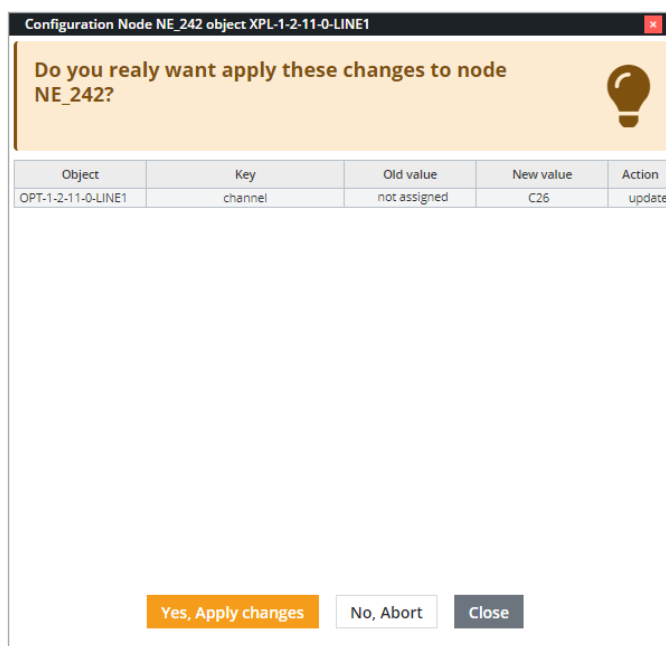 Configuration Node NE_242 object XPL-1-2-11-0-LINE1
Do you realy want apply these changes to node
NE_242?
Object Key Old value New value Action
OPT-1-2-11-0-LINE1 channel not assigned C26 update
Yes, Apply changes No, Abort Close